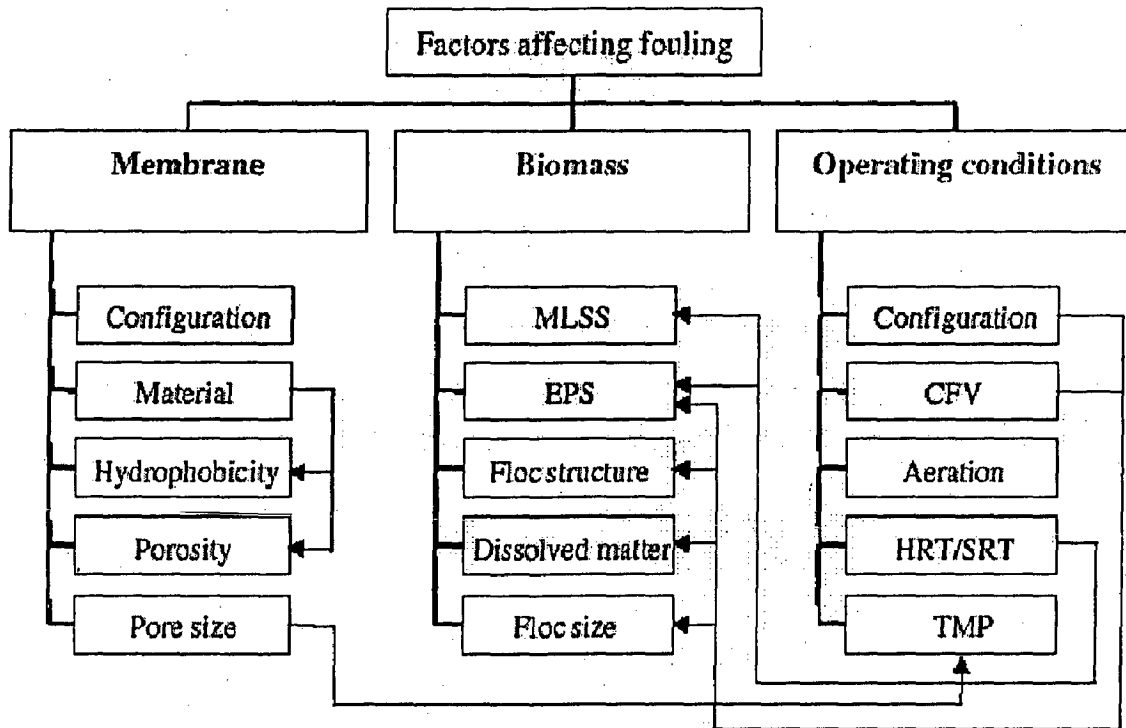 Factors affecting fouling
Membrane
Biomass
Operating conditions
Configuration
Material
Hydrophobicity
Porosity
Pore size
MLSS
EPS
Floc structure
Dissolved matter
Floc size
Configuration
CFV
Aeration
HRT/SRT
TMP